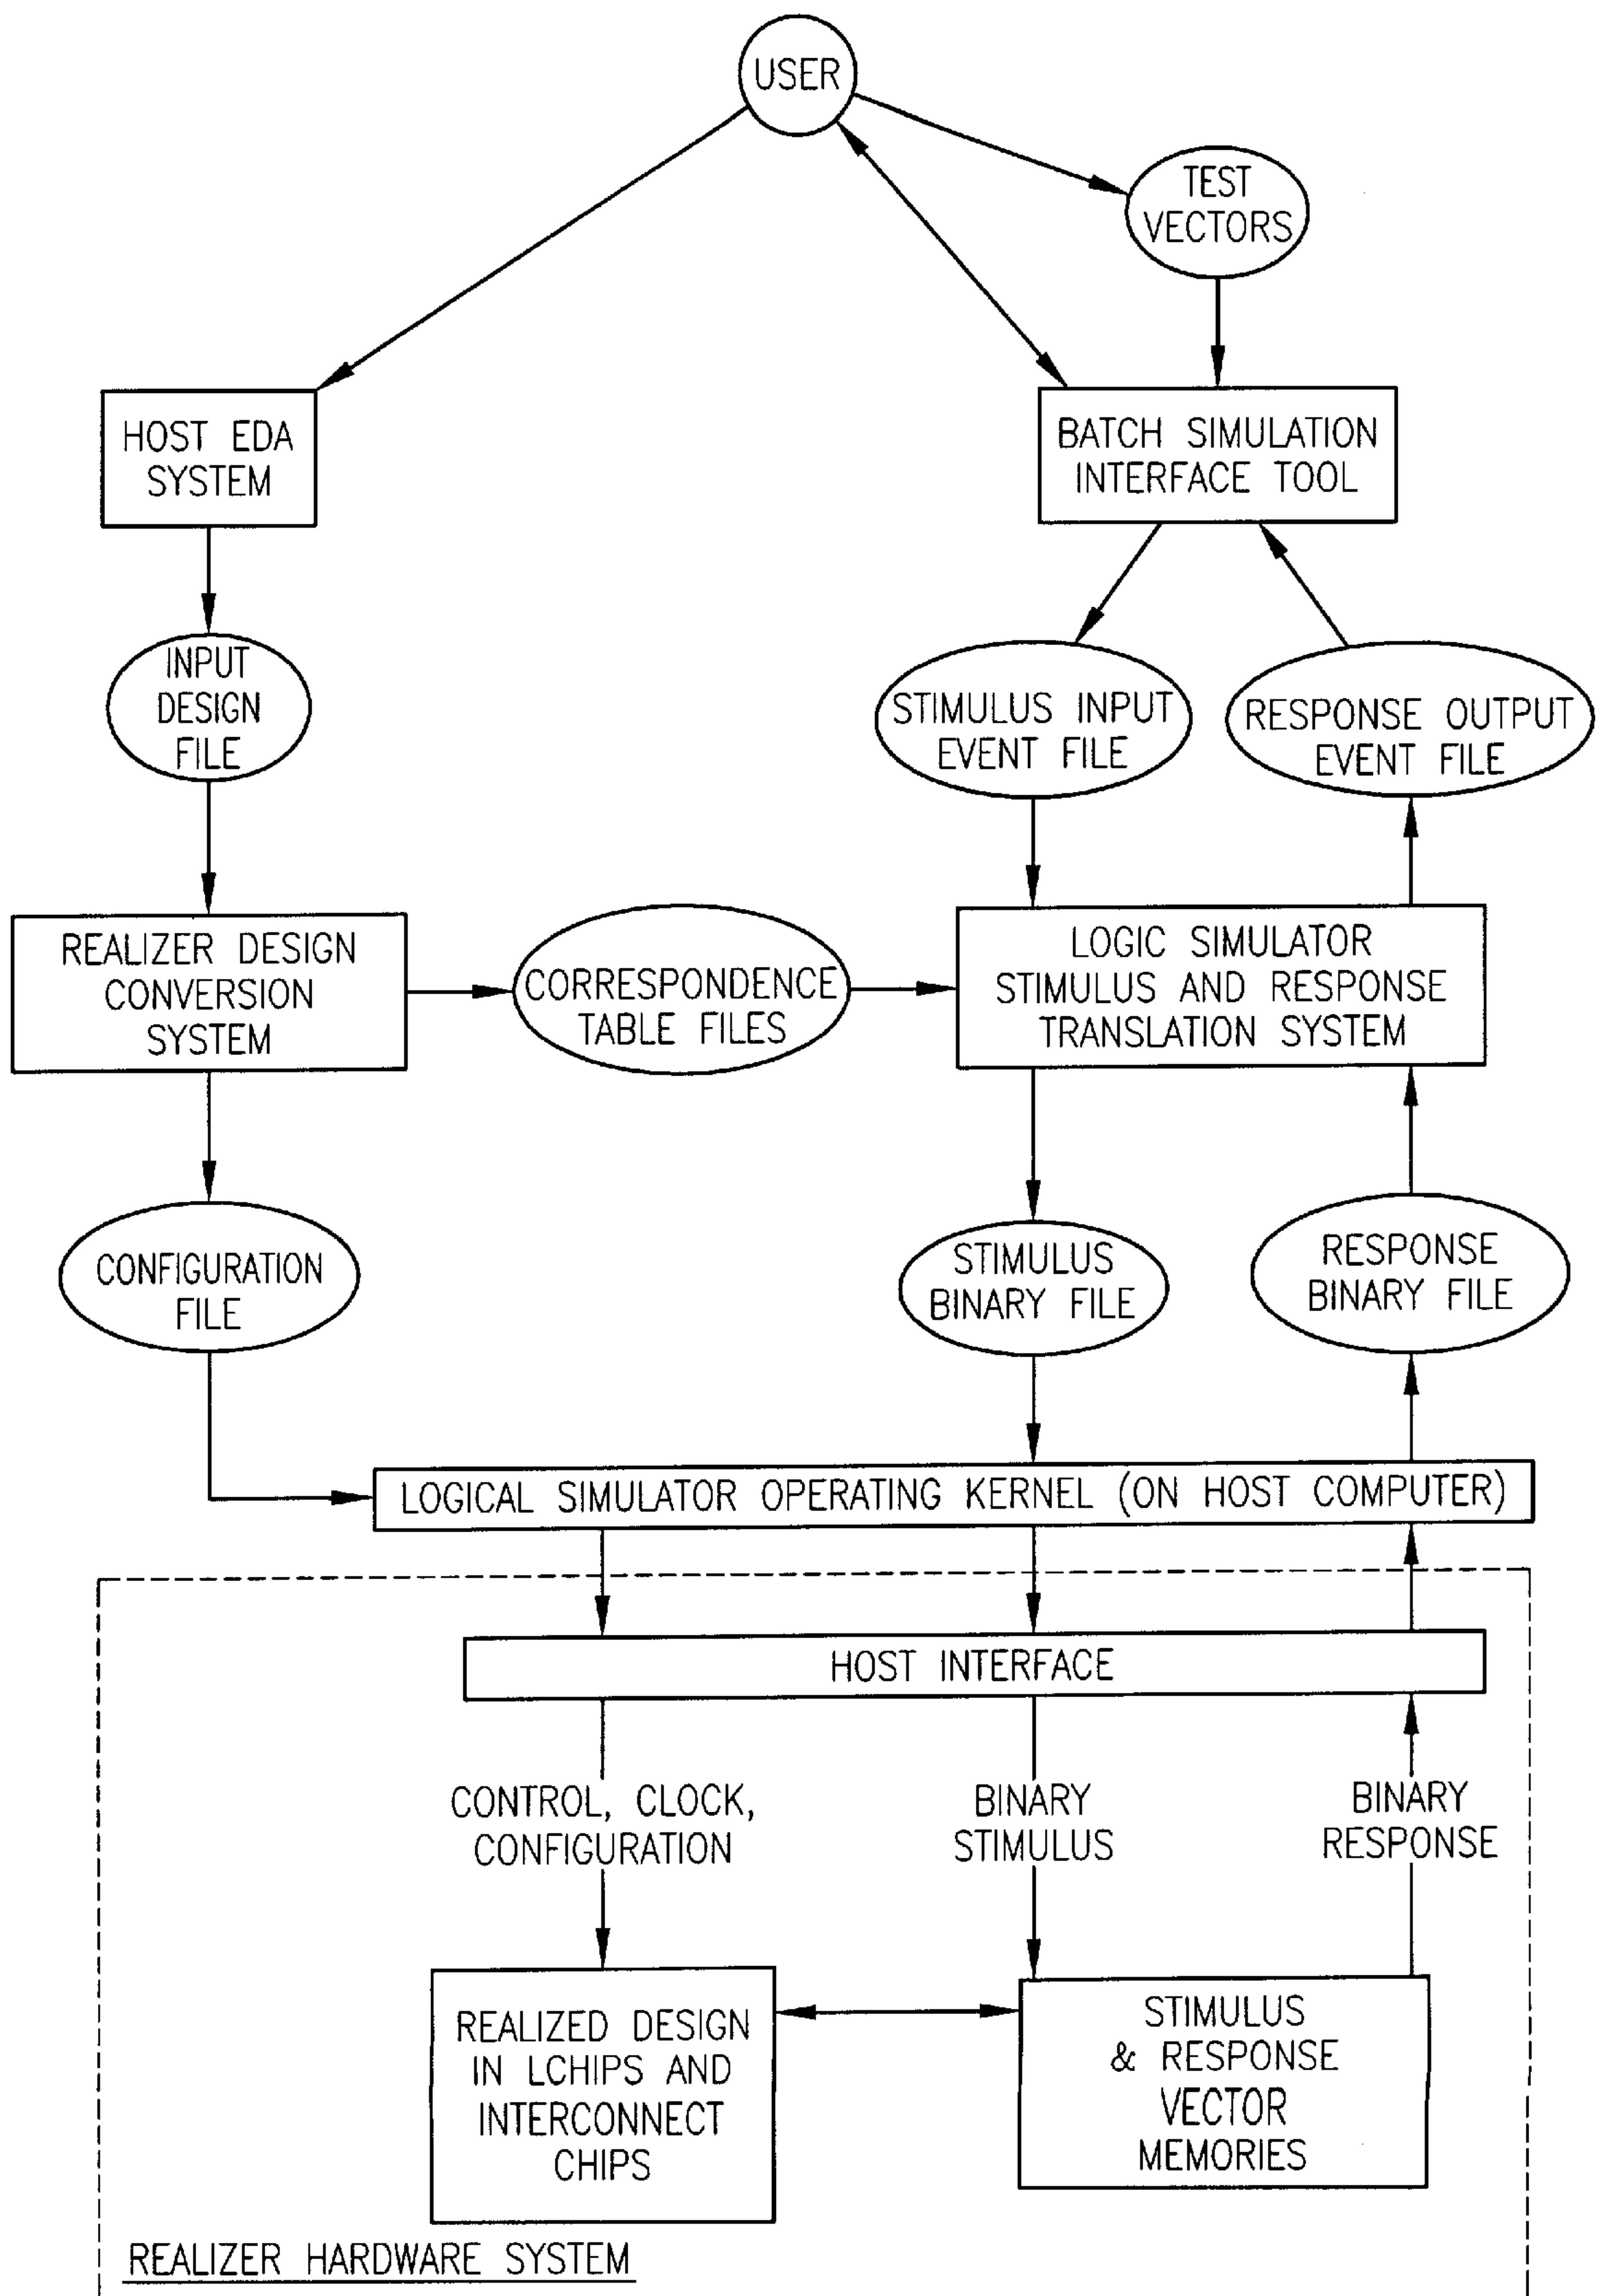 USER
TEST
VECTORS
HOST EDA
SYSTEM
BATCH SIMULATION
INTERFACE TOOL
INPUT
DESIGN
FILE
STIMULUS INPUT
EVENT FILE
RESPONSE OUTPUT
EVENT FILE
REALIZER DESIGN
CONVERSION
SYSTEM
CORRESPONDENCE
TABLE FILES
LOGIC SIMULATOR
STIMULUS AND RESPONSE
TRANSLATION SYSTEM
CONFIGURATION
FILE
STIMULUS
BINARY FILE
RESPONSE
BINARY FILE
LOGICAL SIMULATOR OPERATING KERNEL (ON HOST COMPUTER)
HOST INTERFACE
CONTROL, CLOCK,
CONFIGURATION
BINARY
STIMULUS
BINARY
RESPONSE
REALIZED DESIGN
IN LCHIPS AND
INTERCONNECT
CHIPS
STIMULUS
& RESPONSE
VECTOR
MEMORIES
REALIZER HARDWARE SYSTEM